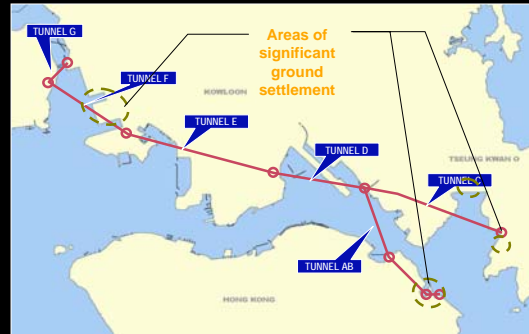 TUNNEL G
Areas of
significant
ground
settlement
TUNNEL F
KOWLOON
TUNNEL E
TUNNEL D
TSEUNG KWAN O
TUNNEL C
TUNNEL AB
HONG KONG